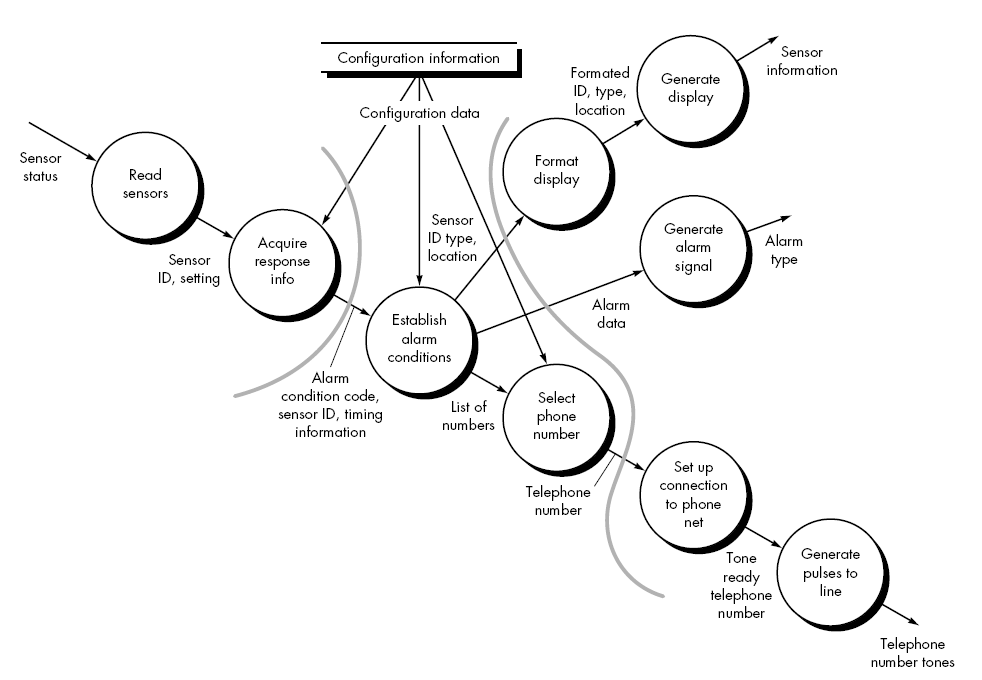 Configuration information
Configuration data
Sensor
status
Read
sensors
Sensor
ID, setting
Acquire
response
info
Alarm
condition code,
sensor ID, timing
information
Establish
alarm
conditions
Sensor
ID type,
location
List of
numbers
Format
display
Formated
ID, type,
location
Generate
display
Sensor
information
Generate
alarm
signal
Alarm
type
Alarm
data
Select
phone
number
Telephone
number
Set up
connection
to phone
net
Tone
ready
telephone
number
Generate
pulses to
line
Telephone
number tones